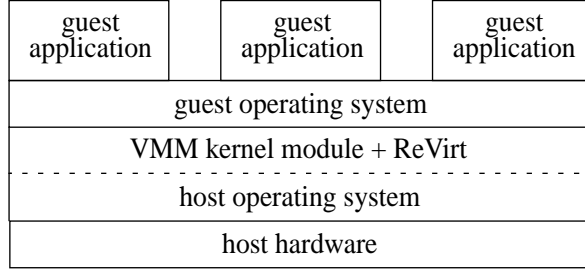 guest
application
guest
application
guest
application
guest operating system
VMM kernel module + ReVirt
host operating system
host hardware